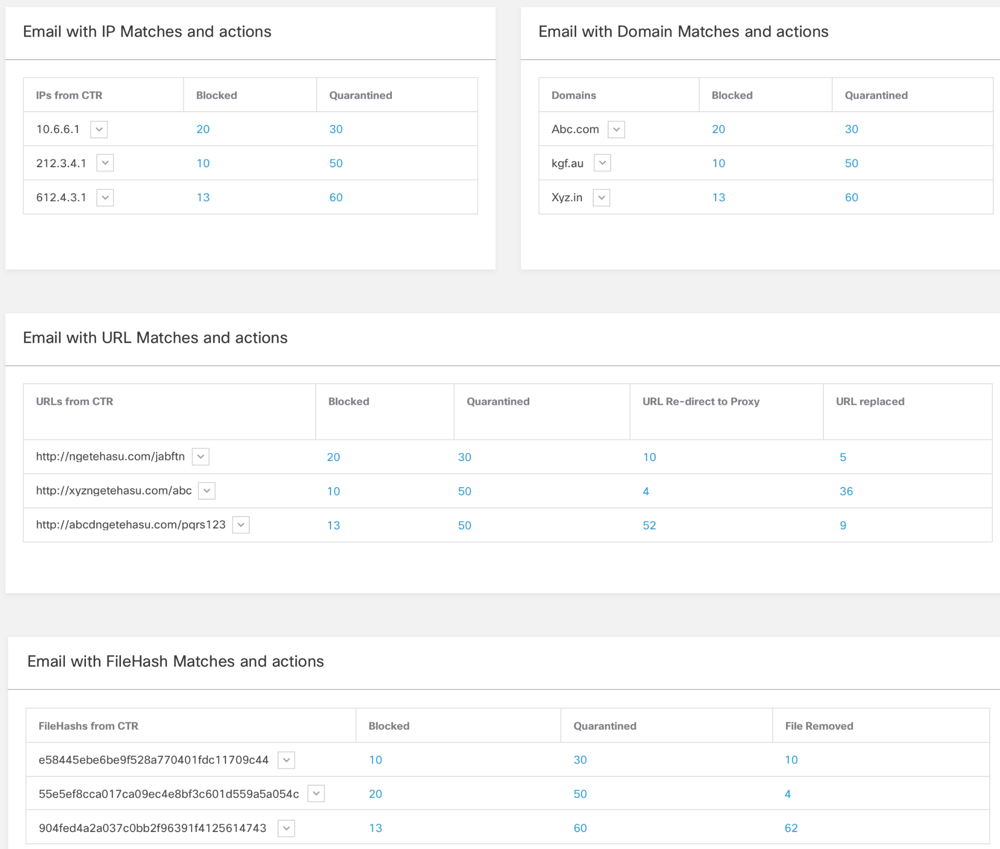 Email with IP Matches and actions
IPs from CTR Blocked Quarantined
10.6.6.1 20 30
212.3.4.1 10 50
612.4.3.1 13 60
Email with Domain Matches and actions
Domains Blocked Quarantined
Abc.com 20 30
kgf.au 10 50
Xyz.in 13 60
Email with URL Matches and actions
URLs from CTR Blocked Quarantined URL Re-direct to Proxy URL replaced
http://ngetehasu.com/jabftn 20 30 10 5
http://xyzngetehasu.com/abc 10 50 4 36
http://abcdngetehasu.com/pqrs123 13 50 52 9
Email with FileHash Matches and actions
FileHashs from CTR Blocked Quarantined File Removed
e58445ebe6be9f528a770401fdc11709c44 10 30 10
55e5ef8cca017ca09ec4e8bf3c601d559a5a054c 20 50 4
904fed4a2a037c0bb2f96391f4125614743 13 60 62